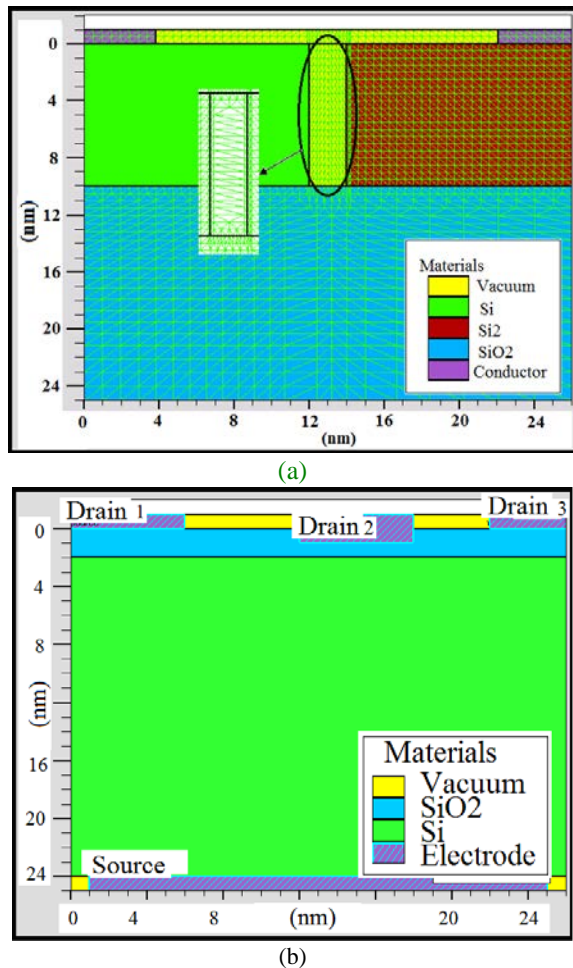 0
4
8
12
16
20
24
(nm)
0 4 8 12 16 20 24
(nm)
Materials
Vacuum
Si
Si2
SiO2
Conductor
(a)
Drain 1
Drain 2
Drain 3
0
4
8
16
20
24
(nm)
Source
Materials
Vacuum
SiO2
Si
Electrode
0 4 8 (nm) 20 24
(b)